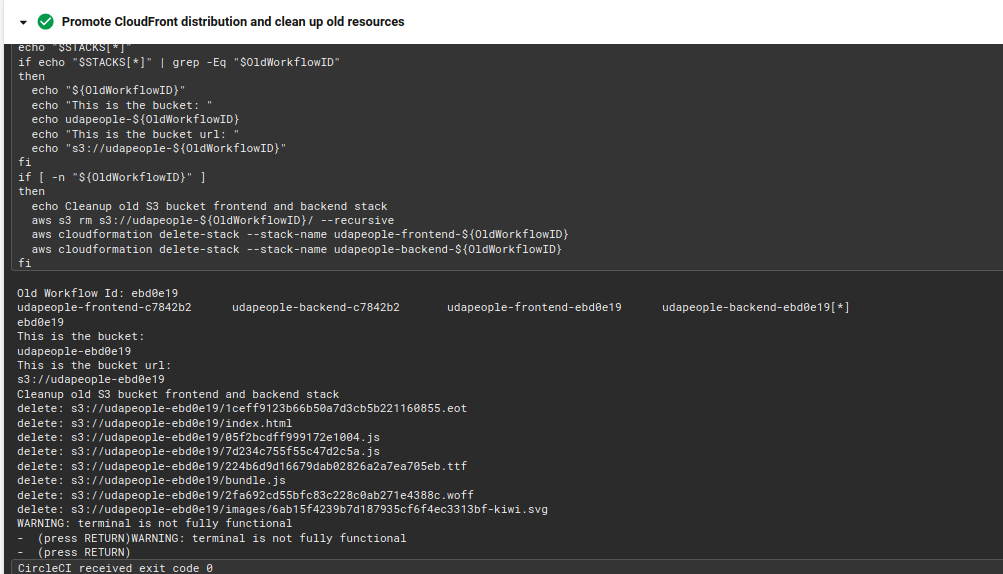 Promote CloudFront distribution and clean up old resources
echo "$STACKS[*]"
if echo "$STACKS[*]" | grep -Eq "$OldWorkflowID"
then
  echo "${OldWorkflowID}"
  echo "This is the bucket: "
  echo udapeople-${OldWorkflowID}
  echo "This is the bucket url: "
  echo "s3://udapeople-${OldWorkflowID}"
fi
if [ -n "${OldWorkflowID}" ]
then
  echo Cleanup old S3 bucket frontend and backend stack
  aws s3 rm s3://udapeople-${OldWorkflowID}/ --recursive
  aws cloudformation delete-stack --stack-name udapeople-frontend-${OldWorkflowID}
  aws cloudformation delete-stack --stack-name udapeople-backend-${OldWorkflowID}
fi
Old Workflow Id: ebd0e19
udapeople-frontend-c7842b2 udapeople-backend-c7842b2 udapeople-frontend-ebd0e19 udapeople-backend-ebd0e19[*]
ebd0e19
This is the bucket:
udapeople-ebd0e19
This is the bucket url:
s3://udapeople-ebd0e19
Cleanup old S3 bucket frontend and backend stack
delete: s3://udapeople-ebd0e19/1ceff9123b66b50a7d3cb5b221160855.eot
delete: s3://udapeople-ebd0e19/index.html
delete: s3://udapeople-ebd0e19/05f2bcdff999172e1004.js
delete: s3://udapeople-ebd0e19/7d234c755f55c47d2c5a.js
delete: s3://udapeople-ebd0e19/224b6d9d16679dab02826a2a7ea705eb.ttf
delete: s3://udapeople-ebd0e19/bundle.js
delete: s3://udapeople-ebd0e19/2fa692cd55bfc83c228c0ab271e4388c.woff
delete: s3://udapeople-ebd0e19/images/6ab15f4239b7d187935cf6f4ec3313bf-kiwi.svg
WARNING: terminal is not fully functional
-  (press RETURN)WARNING: terminal is not fully functional
-  (press RETURN)
CircleCI received exit code 0